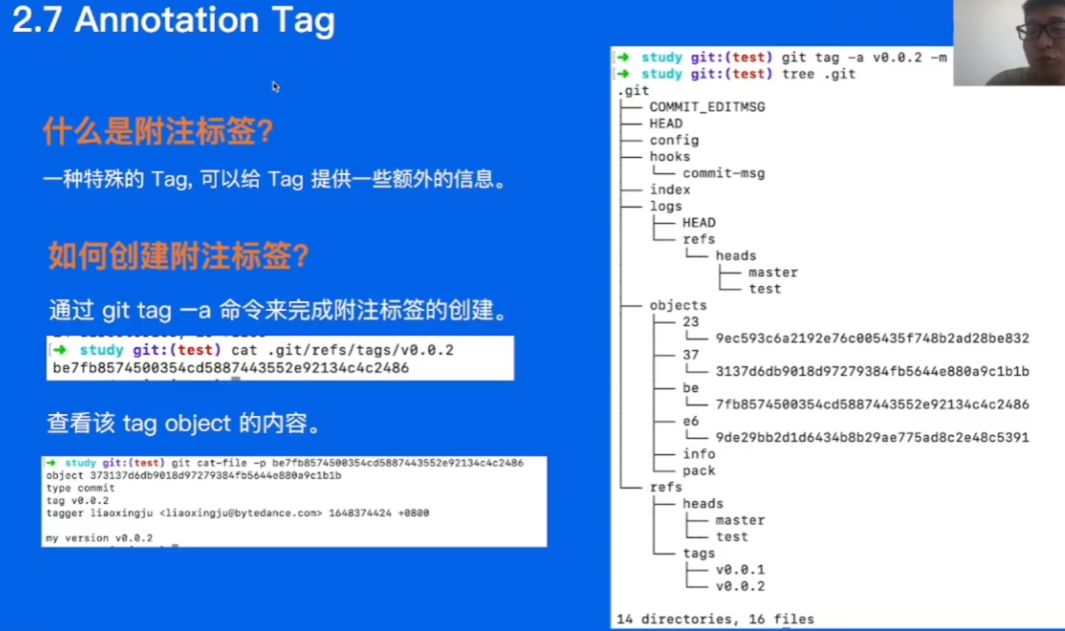 2.7 Annotation Tag
什么是附注标签?
一种特殊的 Tag, 可以给 Tag 提供一些额外的信息。
如何创建附注标签?
通过 git tag —a 命令来完成附注标签的创建。
[➜ study git:(test) cat .git/refs/tags/v0.0.2
be7fb8574500354cd5887443552e92134c4c2486
查看该 tag object 的内容。
[➜ study git:(test) git cat-file -p be7fb8574500354cd5887443552e92134c4c2486
object 373137d6db9018d97279384fb5644e880a9c1b1b
type commit
tag v0.0.2
tagger liaoxingju <liaoxingju@bytedance.com> 1648374424 +0800
my version v0.0.2
[➜ study git:(test) git tag -a v0.0.2 -m
[➜ study git:(test) tree .git
.git
├── COMMIT_EDITMSG
├── HEAD
├── config
├── hooks
│   └── commit-msg
├── index
├── logs
│   ├── HEAD
│   └── refs
│       └── heads
│           ├── master
│           └── test
├── objects
│   ├── 23
│   │   └── 9ec593c6a2192e76c005435f748b2ad28be832
│   ├── 37
│   │   └── 3137d6db9018d97279384fb5644e880a9c1b1b
│   ├── be
│   │   └── 7fb8574500354cd5887443552e92134c4c2486
│   ├── e6
│   │   └── 9de29bb2d1d6434b8b29ae775ad8c2e48c5391
│   ├── info
│   └── pack
└── refs
    ├── heads
    │   ├── master
    │   └── test
    └── tags
        ├── v0.0.1
        └── v0.0.2
14 directories, 16 files